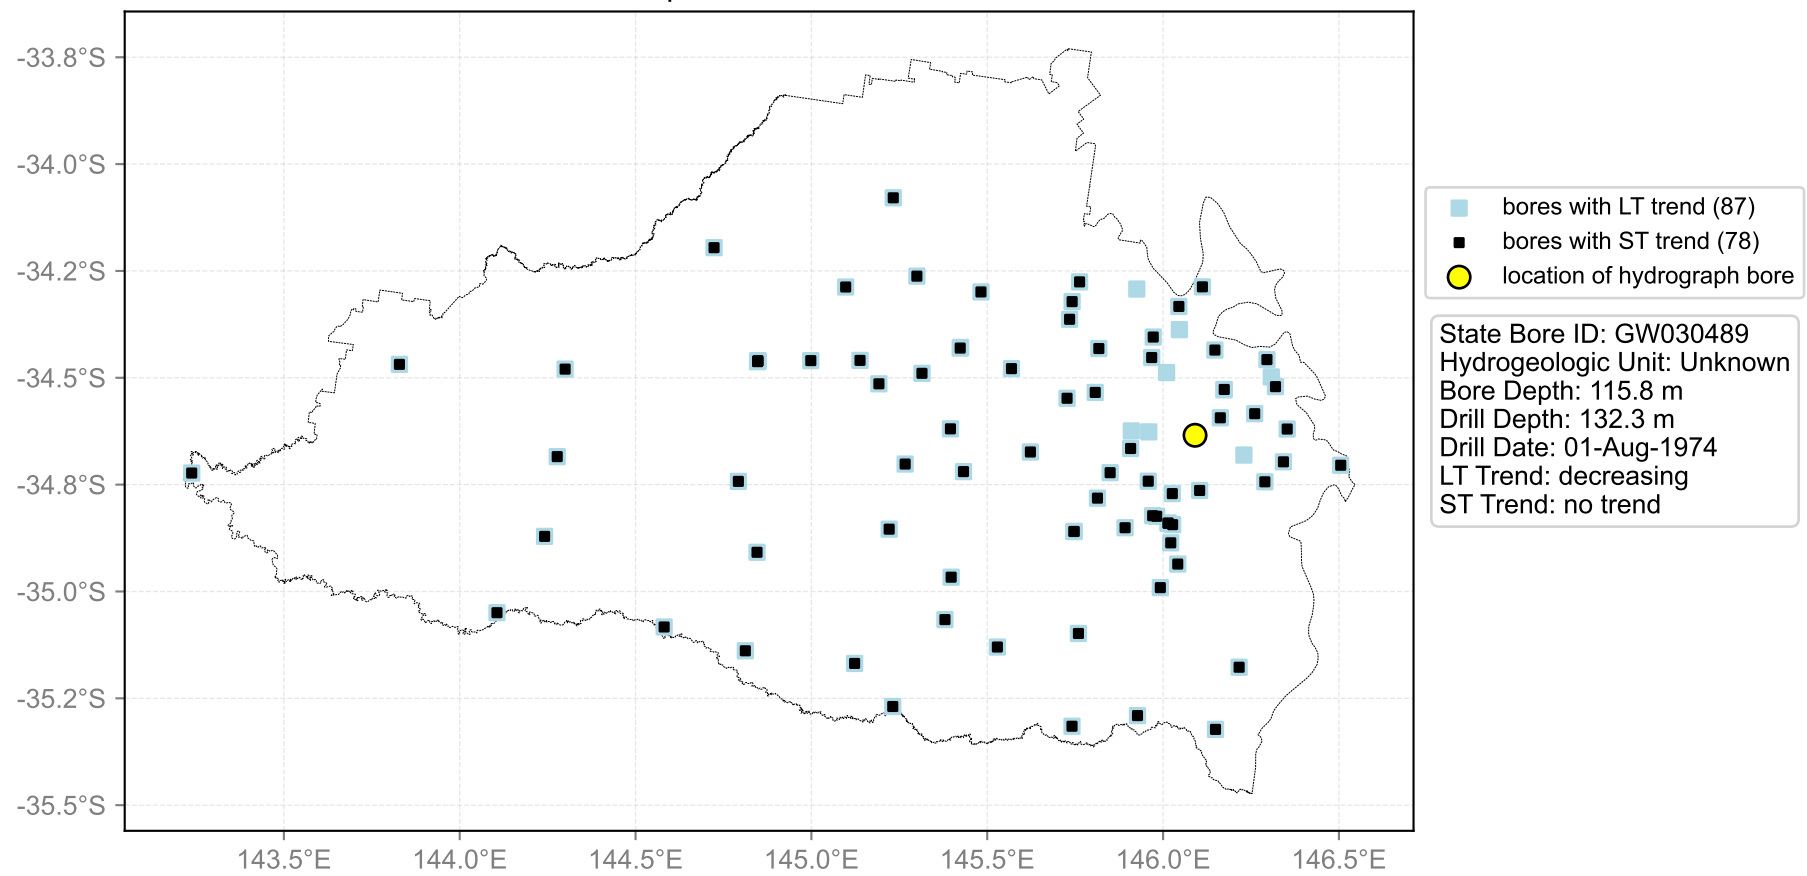 -33.8°S
-34.0°S
-34.2°S
-34.5°S
-34.8°S
-35.0°S
-35.2°S
-35.5°S
143.5°E
144.0°E
144.5°E
145.0°E
145.5°E
146.0°E
146.5°E
bores with LT trend (87)
bores with ST trend (78)
location of hydrograph bore
State Bore ID: GW030489
Hydrogeologic Unit: Unknown
Bore Depth: 115.8 m
Drill Depth: 132.3 m
Drill Date: 01-Aug-1974
LT Trend: decreasing
ST Trend: no trend